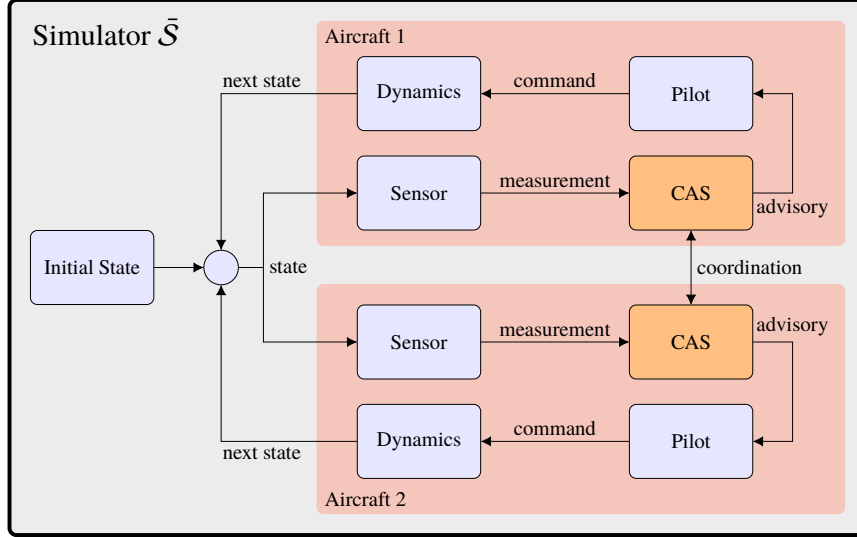 Simulator S̄
Aircraft 1
next state
Dynamics
command
Pilot
Sensor
measurement
CAS
advisory
Initial State
state
coordination
Sensor
measurement
CAS
advisory
Dynamics
command
Pilot
next state
Aircraft 2